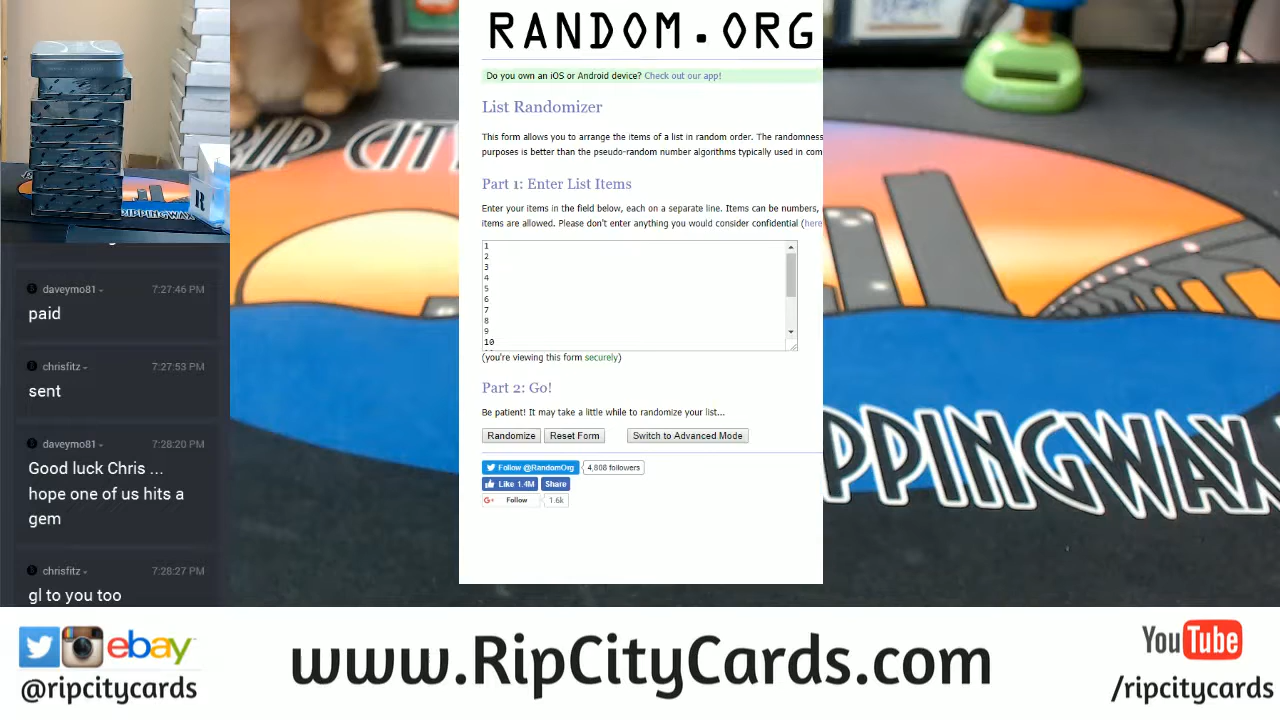 RIPPINGWAX
R
daveymo81
7:27:46 PM
paid
chrisfitz
7:27:53 PM
sent
daveymo81
7:28:20 PM
Good luck Chris ...
hope one of us hits a
gem
chrisfitz
7:28:27 PM
gl to you too
RIP CITY
RANDOM.ORG
Do you own an iOS or Android device? Check out our app!
List Randomizer
This form allows you to arrange the items of a list in random order. The randomness
purposes is better than the pseudo-random number algorithms typically used in com
Part 1: Enter List Items
Enter your items in the field below, each on a separate line. Items can be numbers,
items are allowed. Please don't enter anything you would consider confidential (here
1
2
3
4
5
6
7
8
9
10
(you're viewing this form securely)
Part 2: Go!
Be patient! It may take a little while to randomize your list...
Randomize Reset Form Switch to Advanced Mode
Follow @RandomOrg 4,808 followers
Like 1.4M Share
G+ Follow 1.6k
PPINGWAX
ebay
@ripcitycards
www.RipCityCards.com
YouTube
/ripcitycards